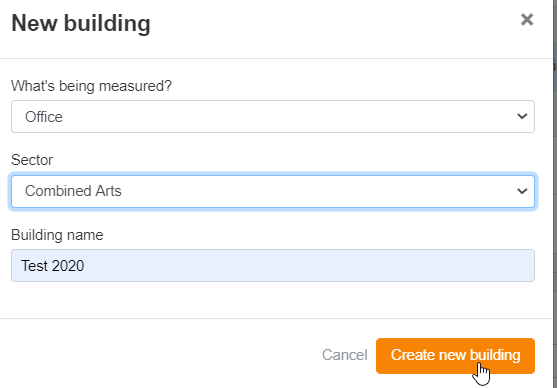 New building
×
What's being measured?
Office
Sector
Combined Arts
Building name
Test 2020
Cancel
Create new building